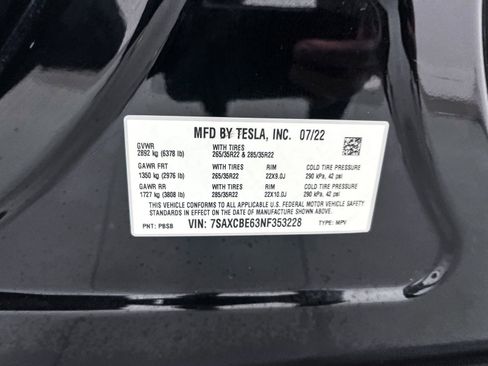 MFD BY TESLA, INC. 07/22
GVWR WITH TIRES
2892 kg (6378 lb) 265/35R22 & 285/35R22
GAWR FRT WITH TIRES RIM COLD TIRE PRESSURE
1350 kg (2976 lb) 265/35R22 22X9.0J 290 kPa, 42 psi
GAWR RR WITH TIRES RIM COLD TIRE PRESSURE
1727 kg (3808 lb) 285/35R22 22X10.0J 290 kPa, 42 psi
THIS VEHICLE CONFORMS TO ALL APPLICABLE
U.S. FEDERAL MOTOR VEHICLE SAFETY
STANDARDS IN EFFECT ON THE DATE OF MANUFACTURE SHOWN ABOVE.
PNT: PBSB VIN: 7SAXCBE63NF353228 TYPE: MPV